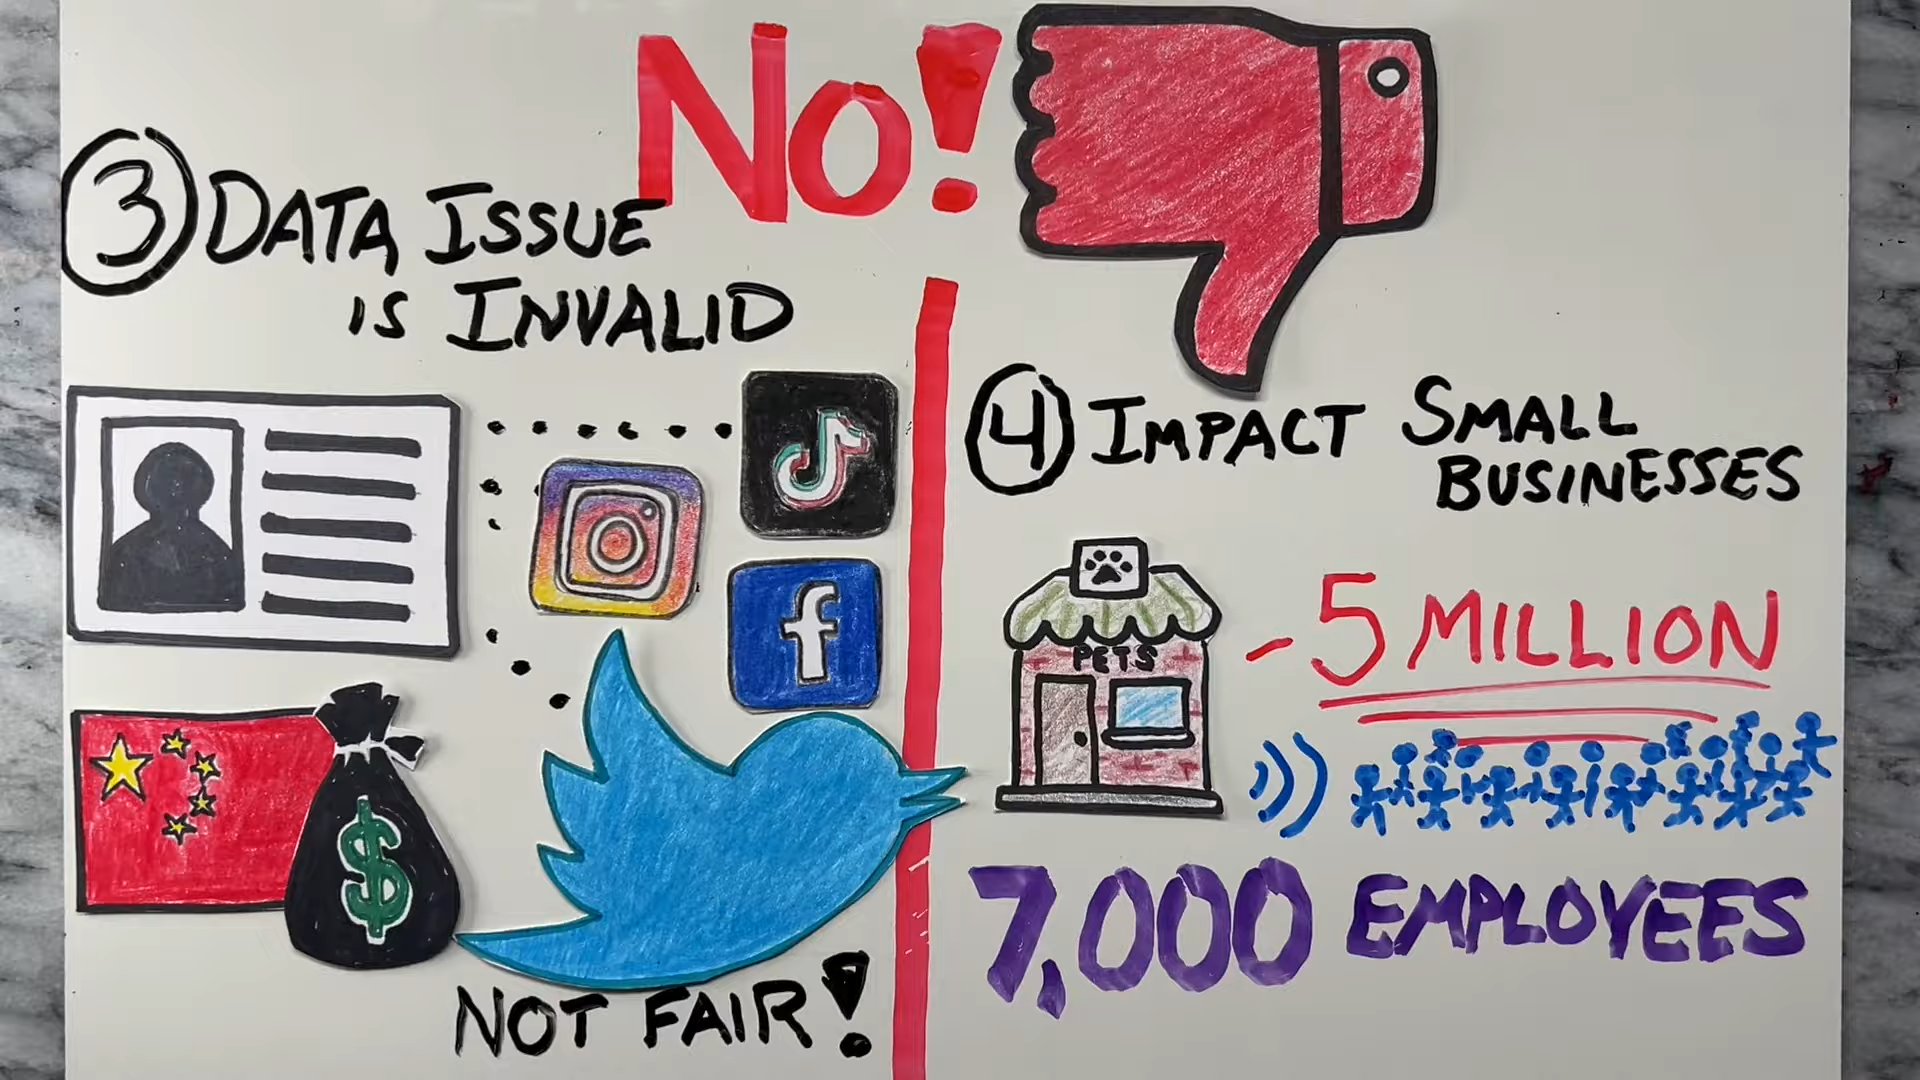 NO!
3 DATA ISSUE
IS INVALID
NOT FAIR!
4 IMPACT SMALL
BUSINESSES
PETS
- 5 MILLION
7,000 EMPLOYEES
f
$